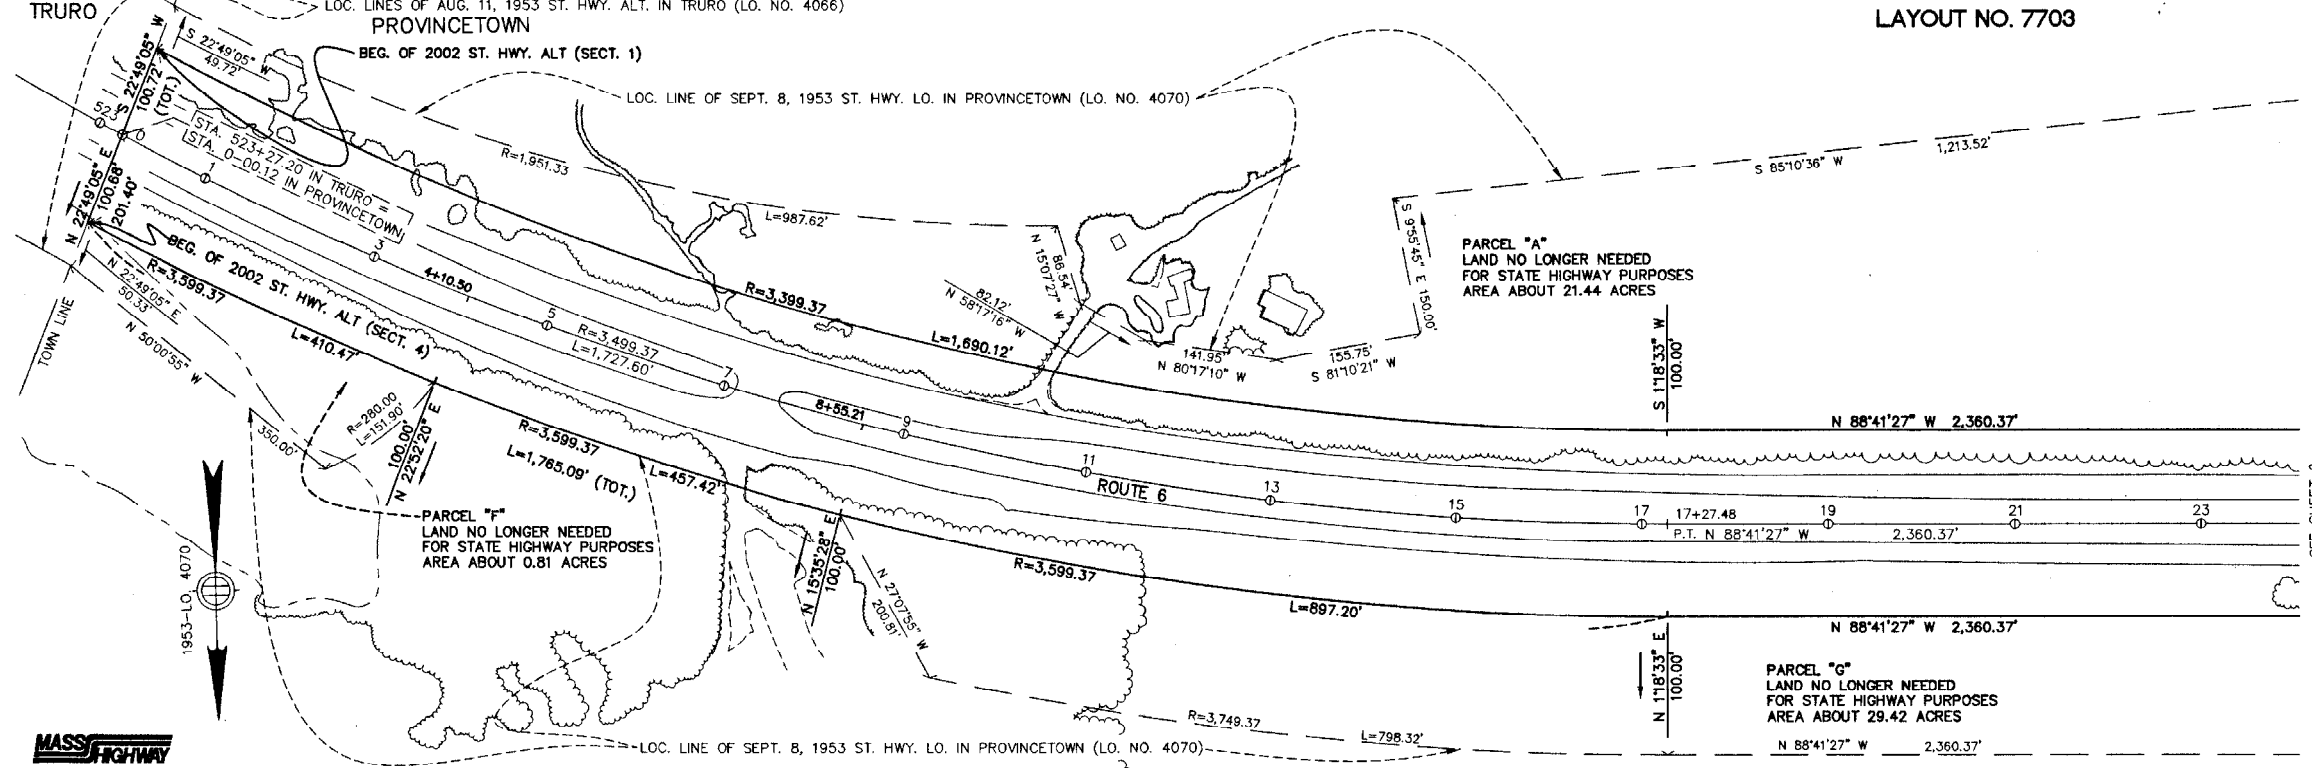 TRURO
LOC. LINES OF AUG. 11, 1953 ST. HWY. ALT. IN TRURO (LO. NO. 4066)
PROVINCETOWN
BEG. OF 2002 ST. HWY. ALT (SECT. 1)
LAYOUT NO. 7703
S 22°49'05" W
49.72'
S 22°49'05" W
100.72'
(TOT.)
LOC. LINE OF SEPT. 8, 1953 ST. HWY. LO. IN PROVINCETOWN (LO. NO. 4070)
523
0
STA. 523+27.20 IN TRURO =
STA. 0-00.12 IN PROVINCETOWN
R=1,951.33
1,213.52'
S 85°10'36" W
1
N 22°49'05" E
100.68'
201.40'
L=987.62'
S 9°55'45" E 150.00'
N 15°07'27" W
86.54'
PARCEL "A"
LAND NO LONGER NEEDED
FOR STATE HIGHWAY PURPOSES
AREA ABOUT 21.44 ACRES
BEG. OF 2002 ST. HWY. ALT (SECT. 4)
3
4+10.50
R=3,599.37
N 22°49'05" E
50.33'
R=3,399.37
82.12'
N 58°17'16" W
5
R=3,499.37
L=1,727.60'
L=1,690.12'
TOWN LINE
N 50°00'55" W
L=410.47'
7
141.95'
N 80°17'10" W
155.75'
S 81°10'21" W
S 1°18'33" W
100.00'
R=280.00
L=151.90'
350.00'
100.00'
N 22°52'20" E
8+55.21
9
N 88°41'27" W 2,360.37'
R=3,599.37
L=1,765.09' (TOT.)
L=457.42'
11
ROUTE 6
13
15
17
17+27.48
19
21
23
P.T. N 88°41'27" W 2,360.37'
PARCEL "F"
LAND NO LONGER NEEDED
FOR STATE HIGHWAY PURPOSES
AREA ABOUT 0.81 ACRES
N 15°35'28" E
100.00'
R=3,599.37
N 27°07'55" W
200.81'
L=897.20'
1953-LO. 4070
N 88°41'27" W 2,360.37'
N 1°18'33" E
100.00'
PARCEL "G"
LAND NO LONGER NEEDED
FOR STATE HIGHWAY PURPOSES
AREA ABOUT 29.42 ACRES
R=3,749.37
L=798.32'
MASS HIGHWAY
LOC. LINE OF SEPT. 8, 1953 ST. HWY. LO. IN PROVINCETOWN (LO. NO. 4070)
N 88°41'27" W 2,360.37'